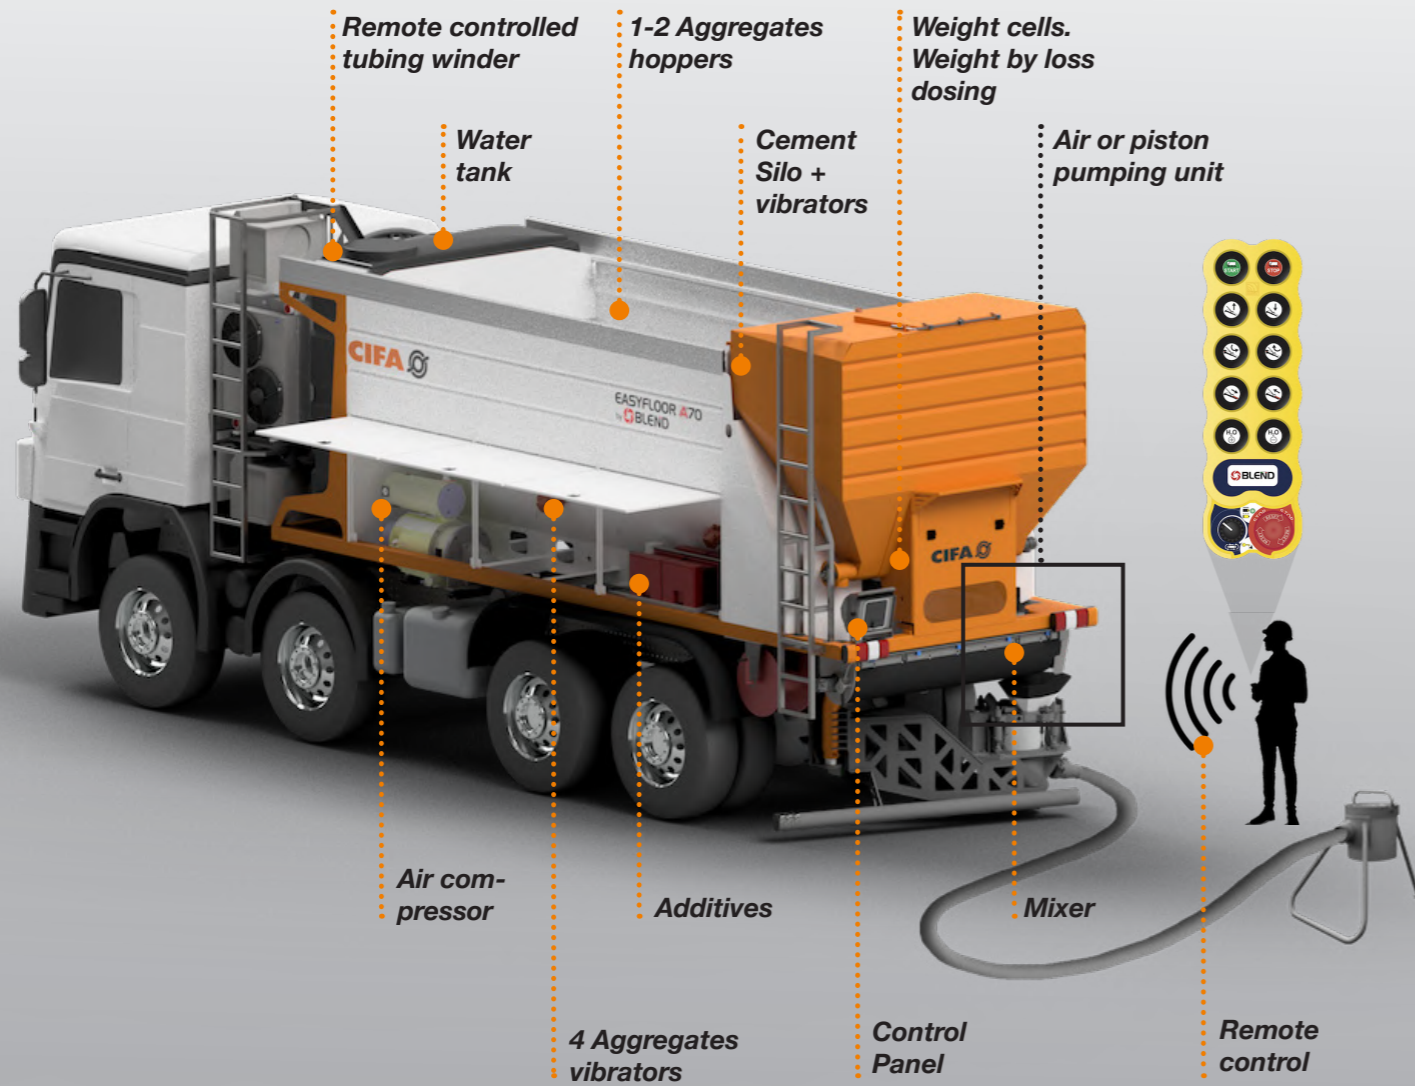 Remote controlled
tubing winder
1-2 Aggregates
hoppers
Weight cells.
Weight by loss
dosing
Water
tank
Cement
Silo +
vibrators
Air or piston
pumping unit
CIFA
EASYFLOOR A70
by BLEND
CIFA
START
STOP
H₂O
H₂O
BLEND
Air com-
pressor
Additives
Mixer
4 Aggregates
vibrators
Control
Panel
Remote
control